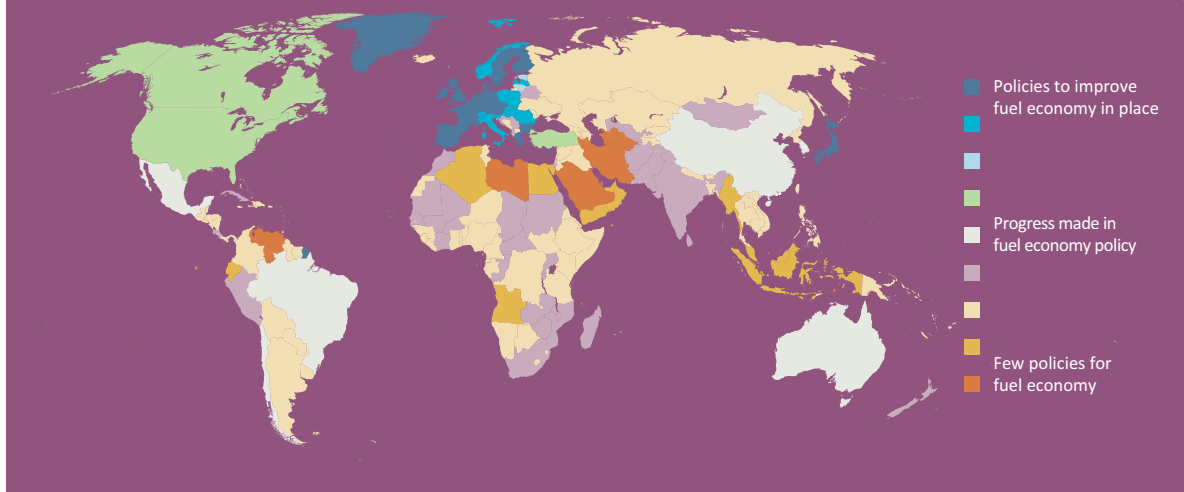 Policies to improve
fuel economy in place
Progress made in
fuel economy policy
Few policies for
fuel economy